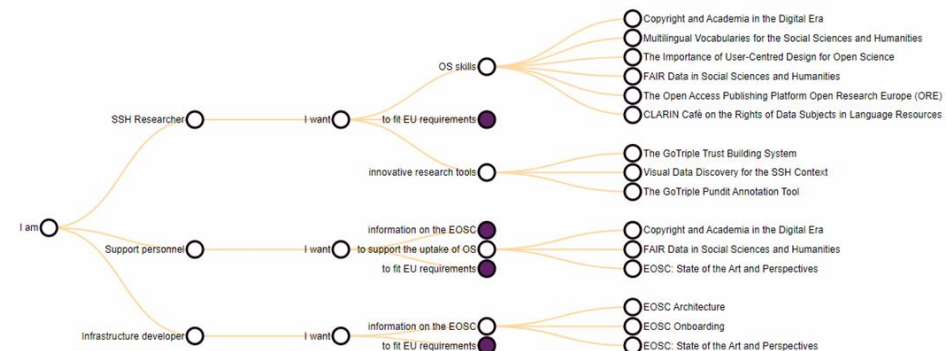 I am
SSH Researcher
I want
OS skills
Copyright and Academia in the Digital Era
Multilingual Vocabularies for the Social Sciences and Humanities
The Importance of User-Centred Design for Open Science
FAIR Data in Social Sciences and Humanities
The Open Access Publishing Platform Open Research Europe (ORE)
CLARIN Café on the Rights of Data Subjects in Language Resources
to fit EU requirements
innovative research tools
The GoTriple Trust Building System
Visual Data Discovery for the SSH Context
The GoTriple Pundit Annotation Tool
Support personnel
I want
information on the EOSC
to support the uptake of OS
Copyright and Academia in the Digital Era
FAIR Data in Social Sciences and Humanities
EOSC: State of the Art and Perspectives
to fit EU requirements
Infrastructure developer
I want
information on the EOSC
EOSC Architecture
EOSC Onboarding
EOSC: State of the Art and Perspectives
to fit EU requirements